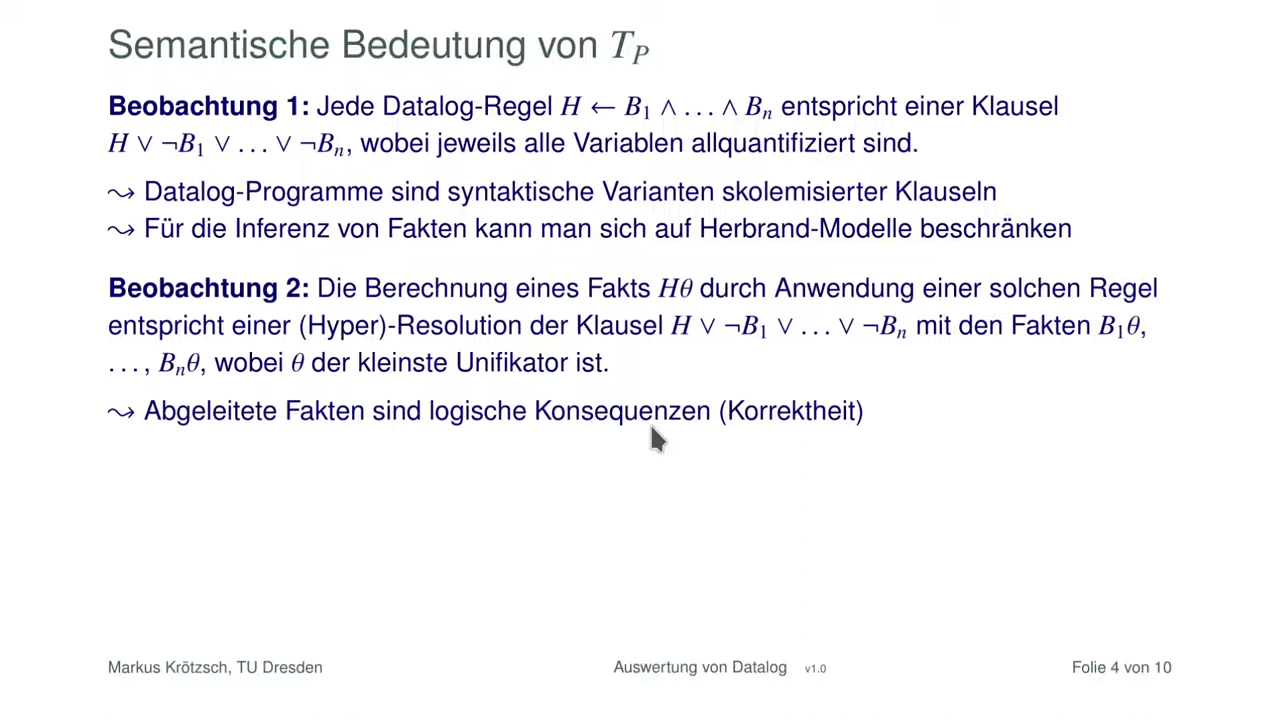 Semantische Bedeutung von T_P
Beobachtung 1: Jede Datalog-Regel H ← B₁ ∧ . . . ∧ Bₙ entspricht einer Klausel
H ∨ ¬B₁ ∨ . . . ∨ ¬Bₙ, wobei jeweils alle Variablen allquantifiziert sind.
⤳ Datalog-Programme sind syntaktische Varianten skolemisierter Klauseln
⤳ Für die Inferenz von Fakten kann man sich auf Herbrand-Modelle beschränken
Beobachtung 2: Die Berechnung eines Fakts Hθ durch Anwendung einer solchen Regel
entspricht einer (Hyper)-Resolution der Klausel H ∨ ¬B₁ ∨ . . . ∨ ¬Bₙ mit den Fakten B₁θ,
. . . , Bₙθ, wobei θ der kleinste Unifikator ist.
⤳ Abgeleitete Fakten sind logische Konsequenzen (Korrektheit)
Markus Krötzsch, TU Dresden Auswertung von Datalog v1.0 Folie 4 von 10